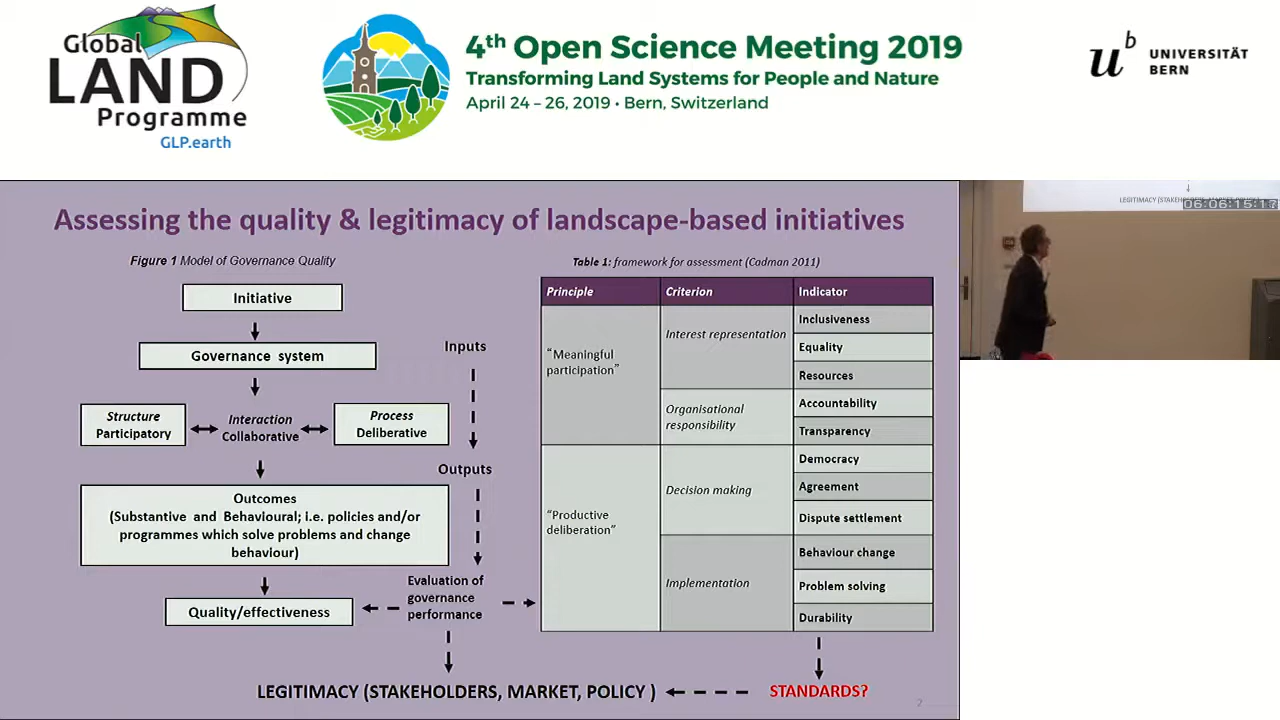 Global
LAND
Programme
GLP.earth
4th Open Science Meeting 2019
Transforming Land Systems for People and Nature
April 24 – 26, 2019 • Bern, Switzerland
u b
UNIVERSITÄT
BERN
Assessing the quality & legitimacy of landscape-based initiatives
Figure 1 Model of Governance Quality
Initiative
Governance system
Structure
Participatory
Interaction
Collaborative
Process
Deliberative
Outcomes
(Substantive and Behavioural; i.e. policies and/or
programmes which solve problems and change
behaviour)
Quality/effectiveness
Inputs
Outputs
Evaluation of
governance
performance
Table 1: framework for assessment (Cadman 2011)
Principle
Criterion
Indicator
"Meaningful
participation"
Interest representation
Inclusiveness
Equality
Resources
Organisational
responsibility
Accountability
Transparency
"Productive
deliberation"
Decision making
Democracy
Agreement
Dispute settlement
Implementation
Behaviour change
Problem solving
Durability
LEGITIMACY (STAKEHOLDERS, MARKET, POLICY )
STANDARDS?
7
06:06:15:17